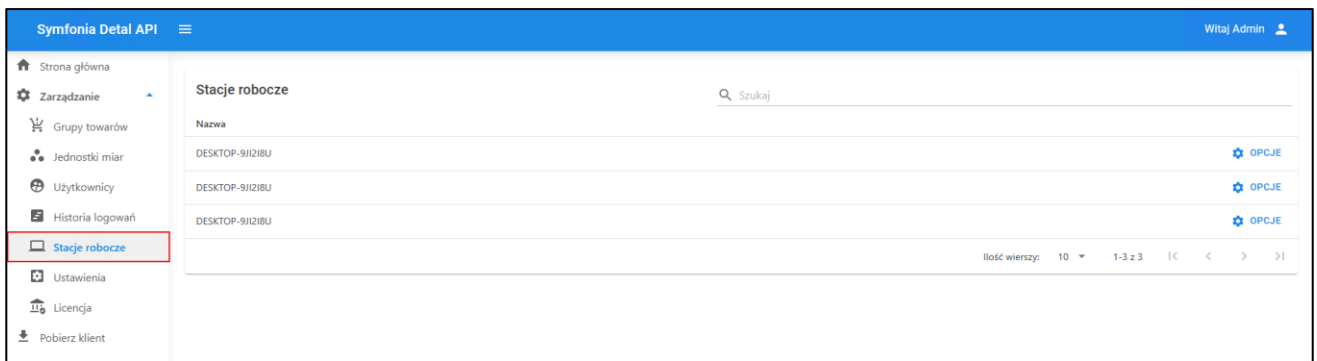 Symfonia Detal API
Witaj Admin
Strona główna
Zarządzanie
Grupy towarów
Jednostki miar
Użytkownicy
Historia logowań
Stacje robocze
Ustawienia
Licencja
Pobierz klient
Stacje robocze
Szukaj
Nazwa
DESKTOP-9JI2I8U OPCJE
DESKTOP-9JI2I8U OPCJE
DESKTOP-9JI2I8U OPCJE
Ilość wierszy: 10 1-3 z 3